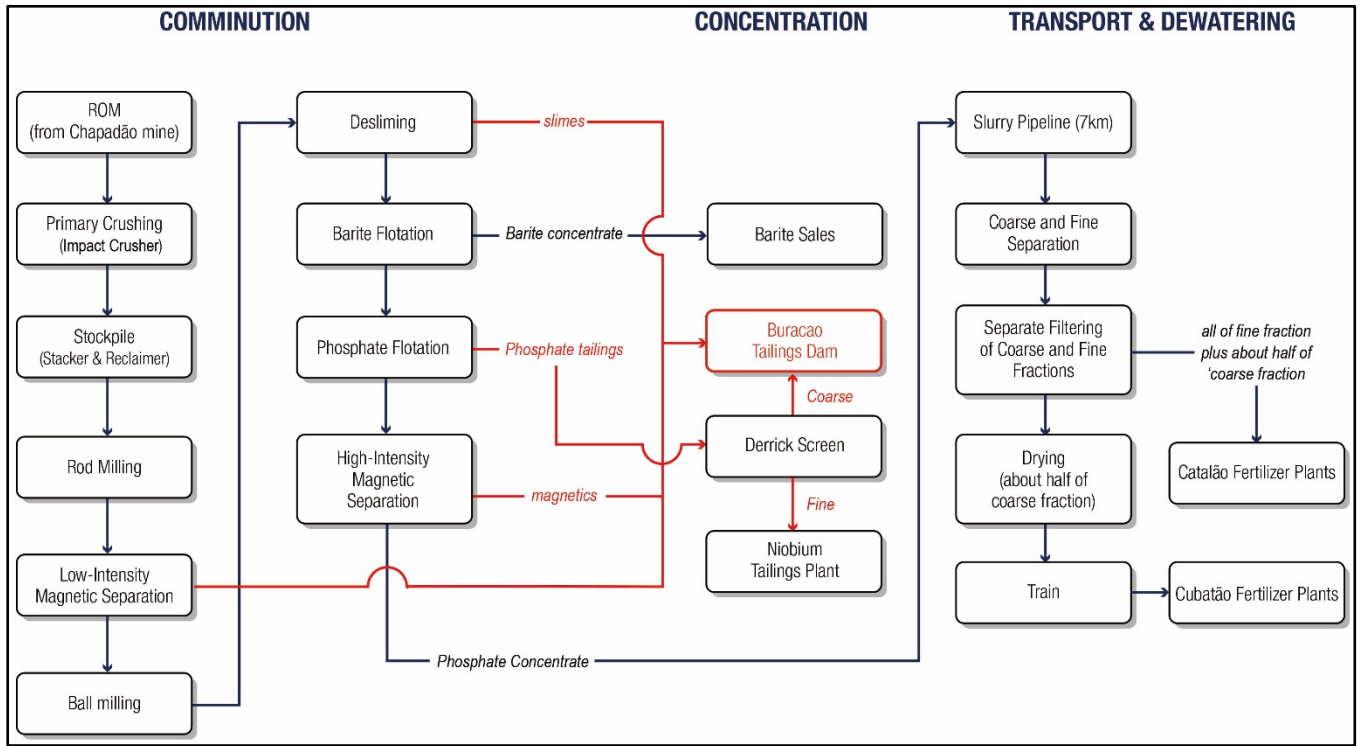 COMMINUTION
CONCENTRATION
TRANSPORT & DEWATERING
ROM
(from Chapadão mine)
Primary Crushing
(Impact Crusher)
Stockpile
(Stacker & Reclaimer)
Rod Milling
Low-Intensity
Magnetic Separation
Ball milling
Desliming
slimes
Barite Flotation
Barite concentrate
Phosphate Flotation
Phosphate tailings
High-Intensity
Magnetic
Separation
magnetics
Phosphate Concentrate
Barite Sales
Buracao
Tailings Dam
Coarse
Derrick Screen
Fine
Niobium
Tailings Plant
Slurry Pipeline (7km)
Coarse and Fine
Separation
Separate Filtering
of Coarse and Fine
Fractions
all of fine fraction
plus about half of
‘coarse fraction
Drying
(about half of
coarse fraction)
Catalão Fertilizer Plants
Train
Cubatão Fertilizer Plants